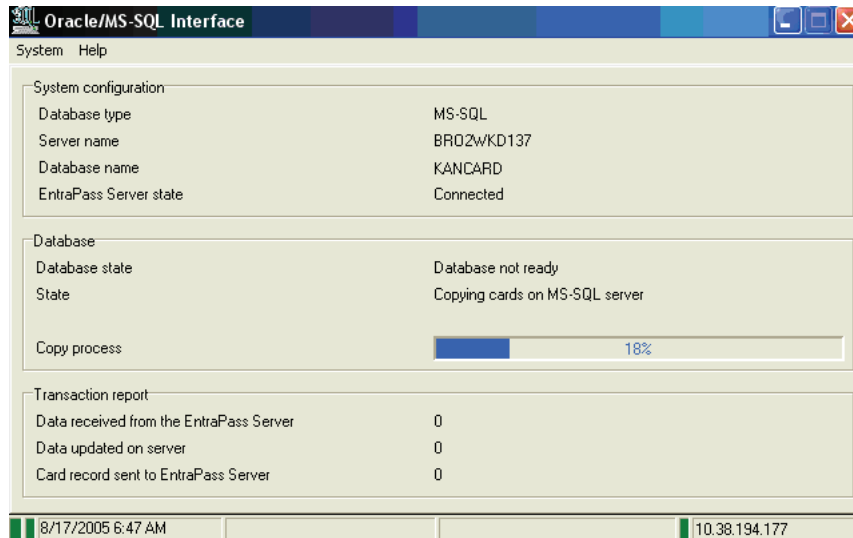 Oracle/MS-SQL Interface
System Help
System configuration
Database type MS-SQL
Server name BRO2WKD137
Database name KANCARD
EntraPass Server state Connected
Database
Database state Database not ready
State Copying cards on MS-SQL server
Copy process 18%
Transaction report
Data received from the EntraPass Server 0
Data updated on server 0
Card record sent to EntraPass Server 0
8/17/2005 6:47 AM 10.38.194.177